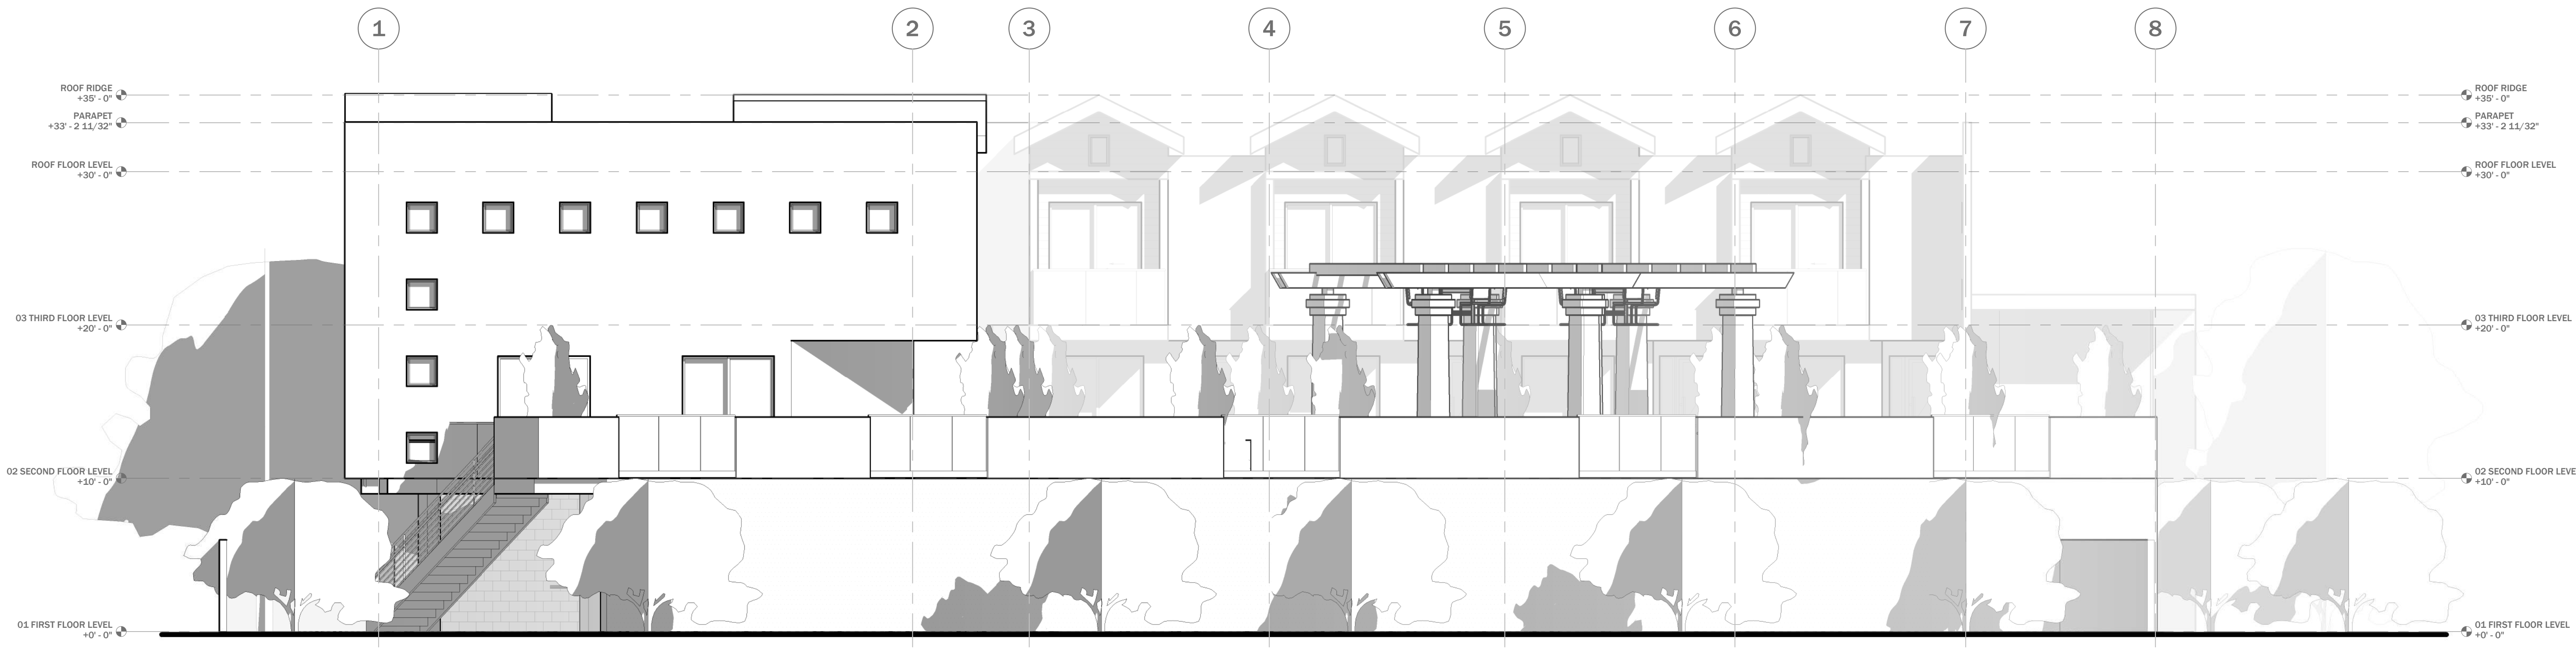 1 2 3 4 5 6 7 8
ROOF RIDGE
+35' - 0"
PARAPET
+33' - 2 11/32"
ROOF FLOOR LEVEL
+30' - 0"
03 THIRD FLOOR LEVEL
+20' - 0"
02 SECOND FLOOR LEVEL
+10' - 0"
01 FIRST FLOOR LEVEL
+0' - 0"
ROOF RIDGE
+35' - 0"
PARAPET
+33' - 2 11/32"
ROOF FLOOR LEVEL
+30' - 0"
03 THIRD FLOOR LEVEL
+20' - 0"
02 SECOND FLOOR LEVE
+10' - 0"
01 FIRST FLOOR LEVEL
+0' - 0"